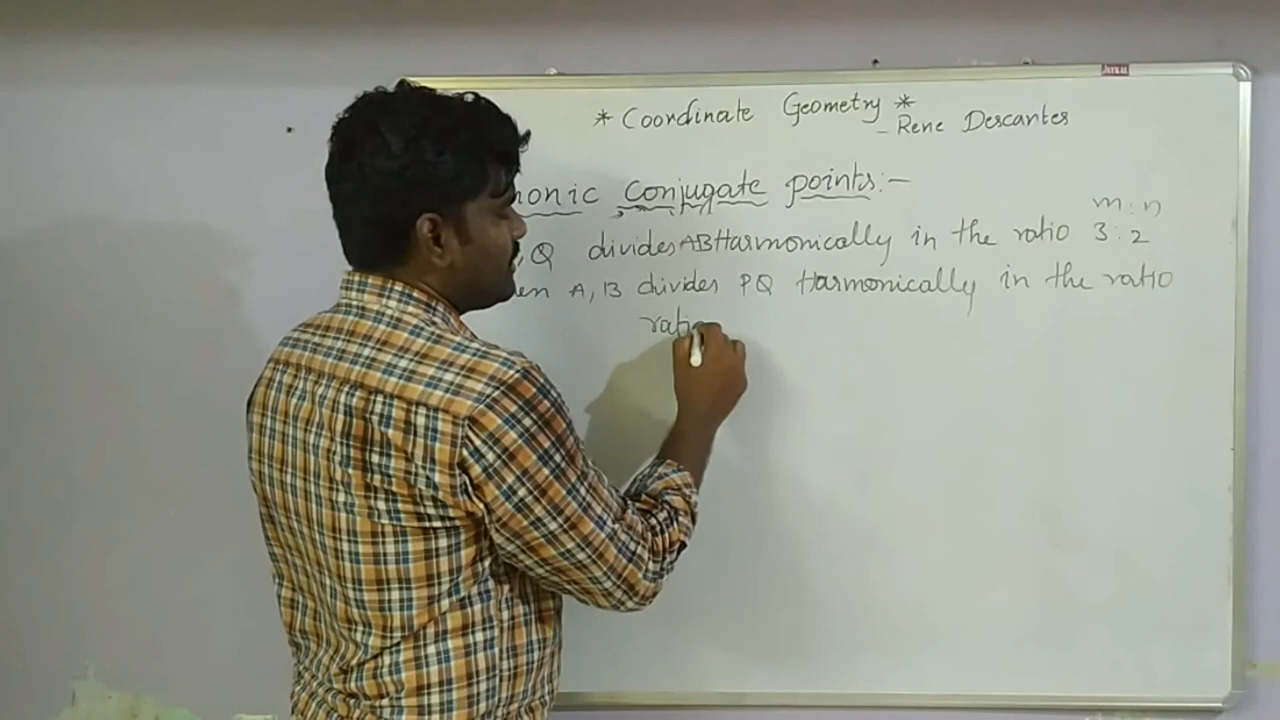 * Coordinate Geometry *
- Rene Descartes
Conjugate points:-
m:n
Q divides AB Harmonically in the ratio 3:2
A, B divides PQ Harmonically in the ratio